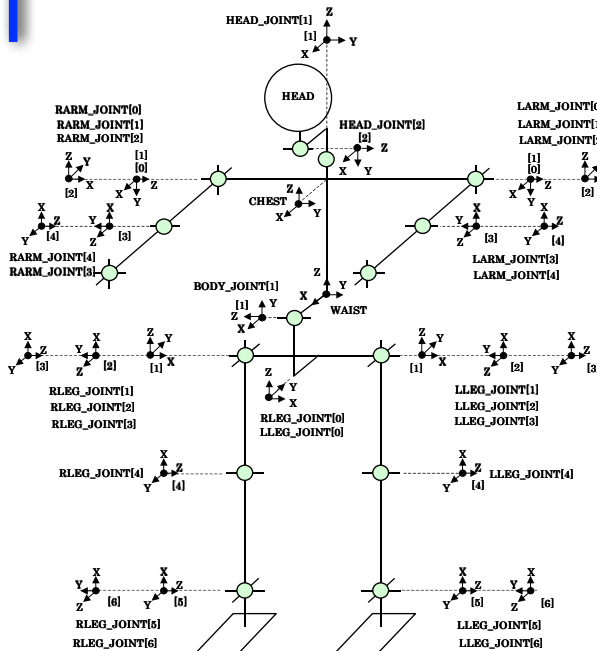 HEAD_JOINT[1]
Z
[1]
Y
X
HEAD
RARM_JOINT[0]
RARM_JOINT[1]
RARM_JOINT[2]
HEAD_JOINT[2]
[2]
Z
X Y
LARM_JOINT[
LARM_JOINT[
LARM_JOINT[
Z Y
[2] X
[1]
[0]
X Y Z
[1]
[0]
X Y Z
[2]
CHEST
Z
Y
X
X
Z
Y [4]
X
Y
Z [3]
RARM_JOINT[4]
RARM_JOINT[3]
X
Z
Y [3]
X
Z
Y [4]
LARM_JOINT[3]
LARM_JOINT[4]
BODY_JOINT[1]
[1] Y
Z
X
Z
X Y
WAIST
X
Z
Y [3]
X
Y
Z [2]
Z Y
[1] X
Z Y
[1] X
X
Y
Z [2]
X
Z
Y [3
RLEG_JOINT[1]
RLEG_JOINT[2]
RLEG_JOINT[3]
Z Y
X
RLEG_JOINT[0]
LLEG_JOINT[0]
LLEG_JOINT[1]
LLEG_JOINT[2]
LLEG_JOINT[3]
RLEG_JOINT[4]
X
Z
Y [4]
X
Z
Y [4]
LLEG_JOINT[4]
X
Y
Z [6]
X
Z
Y [5]
X
Z
Y [5]
X
Y
Z [6]
RLEG_JOINT[5]
RLEG_JOINT[6]
LLEG_JOINT[5]
LLEG_JOINT[6]